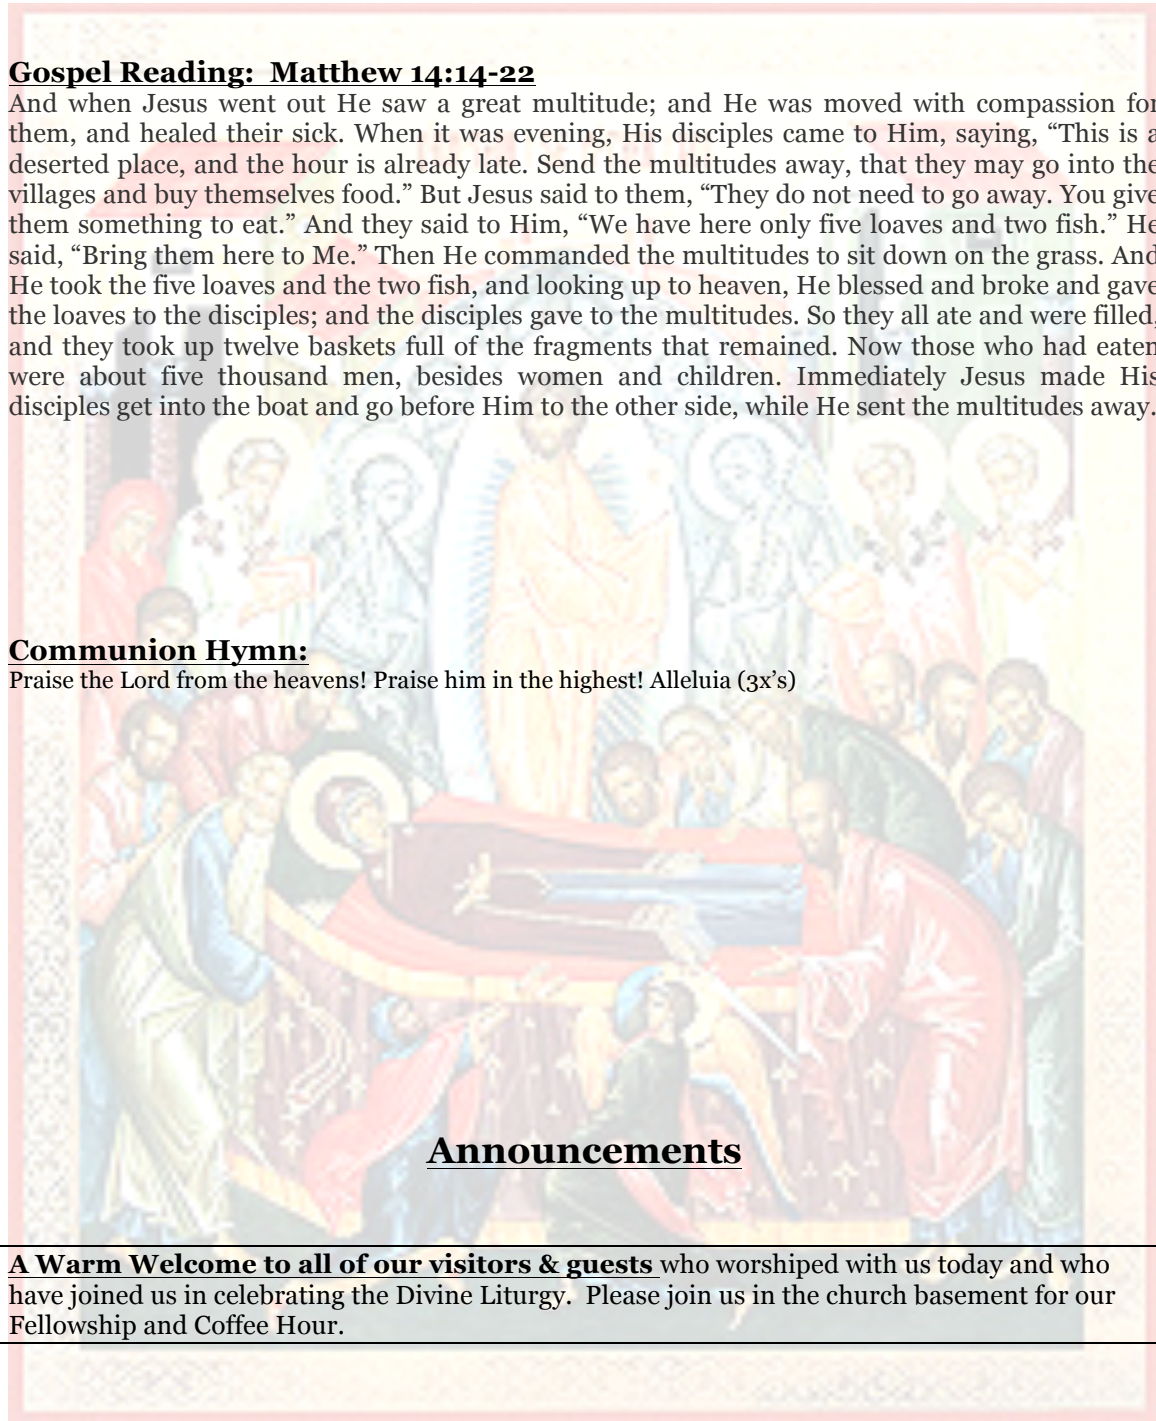 Gospel Reading:  Matthew 14:14-22
And when Jesus went out He saw a great multitude; and He was moved with compassion for
them, and healed their sick. When it was evening, His disciples came to Him, saying, “This is a
deserted place, and the hour is already late. Send the multitudes away, that they may go into the
villages and buy themselves food.” But Jesus said to them, “They do not need to go away. You give
them something to eat.” And they said to Him, “We have here only five loaves and two fish.” He
said, “Bring them here to Me.” Then He commanded the multitudes to sit down on the grass. And
He took the five loaves and the two fish, and looking up to heaven, He blessed and broke and gave
the loaves to the disciples; and the disciples gave to the multitudes. So they all ate and were filled,
and they took up twelve baskets full of the fragments that remained. Now those who had eaten
were about five thousand men, besides women and children. Immediately Jesus made His
disciples get into the boat and go before Him to the other side, while He sent the multitudes away.
Communion Hymn:
Praise the Lord from the heavens! Praise him in the highest! Alleluia (3x’s)
Announcements
A Warm Welcome to all of our visitors & guests who worshiped with us today and who
have joined us in celebrating the Divine Liturgy.  Please join us in the church basement for our
Fellowship and Coffee Hour.